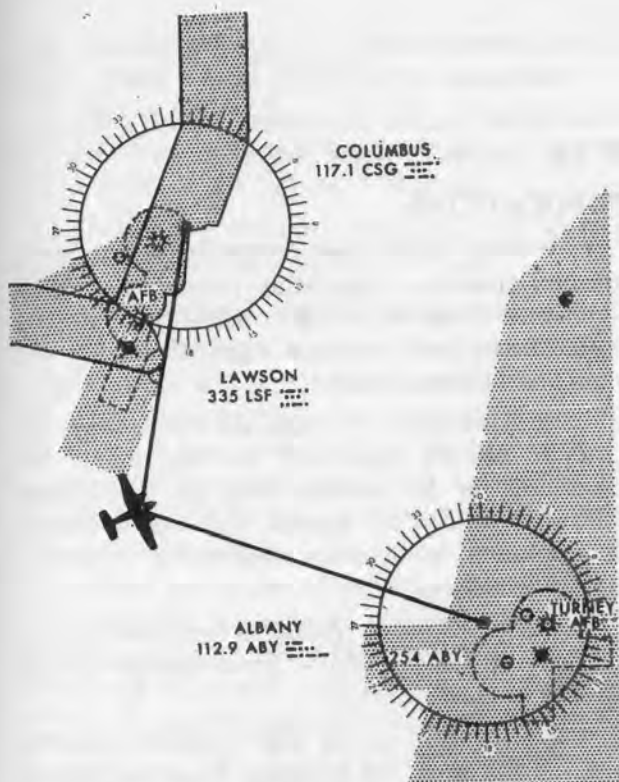 COLUMBUS
117.1 CSG
AFB
LAWSON
335 LSF
ALBANY
112.9 ABY
254 ABY
TURNEY
AFB